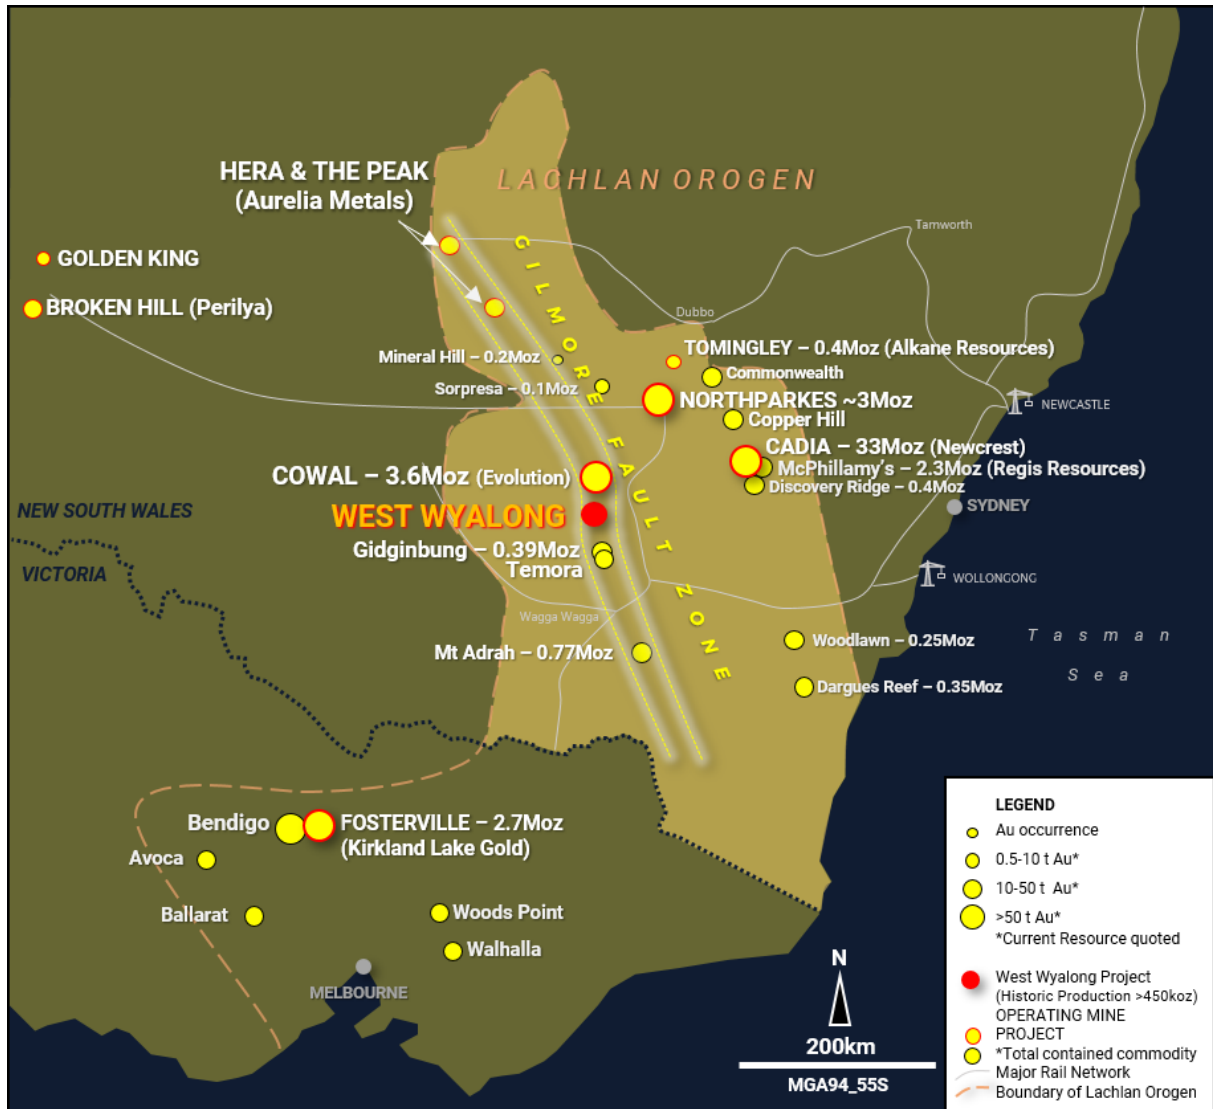 LACHLAN OROGEN
HERA & THE PEAK
(Aurelia Metals)
Tamworth
GOLDEN KING
BROKEN HILL (Perilya)
GILMORE FAULT ZONE
Dubbo
TOMINGLEY – 0.4Moz (Alkane Resources)
Mineral Hill – 0.2Moz
Commonwealth
Sorpresa – 0.1Moz
NORTHPARKES ~3Moz
NEWCASTLE
Copper Hill
CADIA – 33Moz (Newcrest)
McPhillamy's – 2.3Moz (Regis Resources)
COWAL – 3.6Moz (Evolution)
Discovery Ridge – 0.4Moz
SYDNEY
NEW SOUTH WALES
WEST WYALONG
Gidginbung – 0.39Moz
Temora
VICTORIA
WOLLONGONG
Wagga Wagga
Tasman
Sea
Woodlawn – 0.25Moz
Mt Adrah – 0.77Moz
Dargues Reef – 0.35Moz
Bendigo
FOSTERVILLE – 2.7Moz
(Kirkland Lake Gold)
Avoca
Ballarat
Woods Point
Walhalla
MELBOURNE
N
200km
MGA94_55S
LEGEND
Au occurrence
0.5-10 t Au*
10-50 t Au*
>50 t Au*
*Current Resource quoted
West Wyalong Project
(Historic Production >450koz)
OPERATING MINE
PROJECT
*Total contained commodity
Major Rail Network
Boundary of Lachlan Orogen